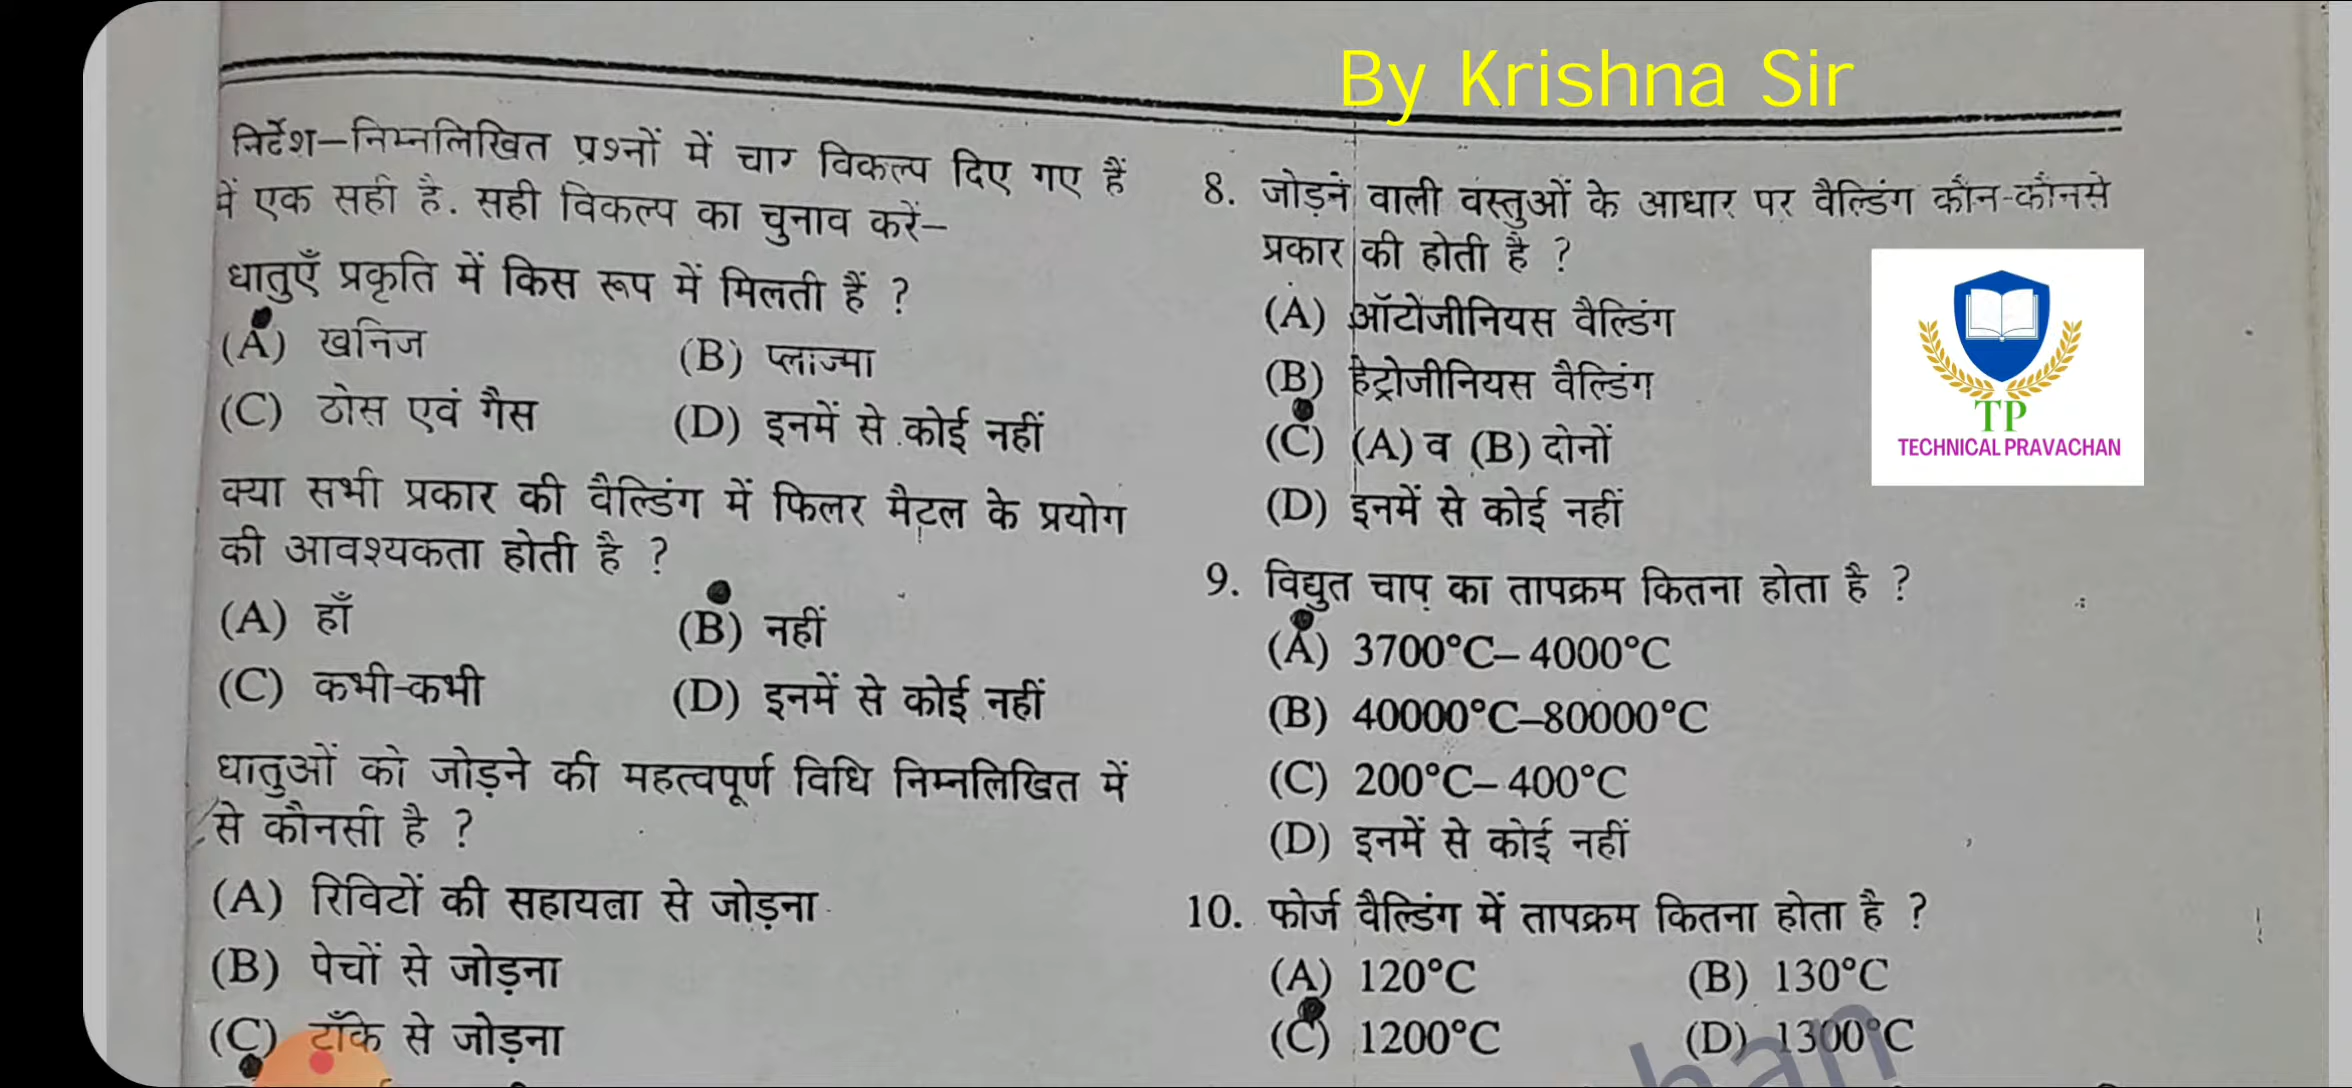 By Krishna Sir
निर्देश—निम्नलिखित प्रश्नों में चार विकल्प दिए गए हैं
में एक सही है. सही विकल्प का चुनाव करें—
धातुएँ प्रकृति में किस रूप में मिलती हैं ?
(A) खनिज (B) प्लाज्मा
(C) ठोस एवं गैस (D) इनमें से कोई नहीं
क्या सभी प्रकार की वैल्डिंग में फिलर मैटल के प्रयोग
की आवश्यकता होती है ?
(A) हाँ (B) नहीं
(C) कभी-कभी (D) इनमें से कोई नहीं
धातुओं को जोड़ने की महत्वपूर्ण विधि निम्नलिखित में
से कौनसी है ?
(A) रिविटों की सहायता से जोड़ना
(B) पेचों से जोड़ना
(C) टाँके से जोड़ना
8. जोड़ने वाली वस्तुओं के आधार पर वैल्डिंग कौन-कौनसे
प्रकार की होती है ?
(A) ऑटोजीनियस वैल्डिंग
(B) हैट्रोजीनियस वैल्डिंग
(C) (A) व (B) दोनों
(D) इनमें से कोई नहीं
9. विद्युत चाप का तापक्रम कितना होता है ?
(A) 3700°C– 4000°C
(B) 40000°C–80000°C
(C) 200°C– 400°C
(D) इनमें से कोई नहीं
10. फोर्ज वैल्डिंग में तापक्रम कितना होता है ?
(A) 120°C (B) 130°C
(C) 1200°C (D) 1300°C
TP
TECHNICAL PRAVACHAN